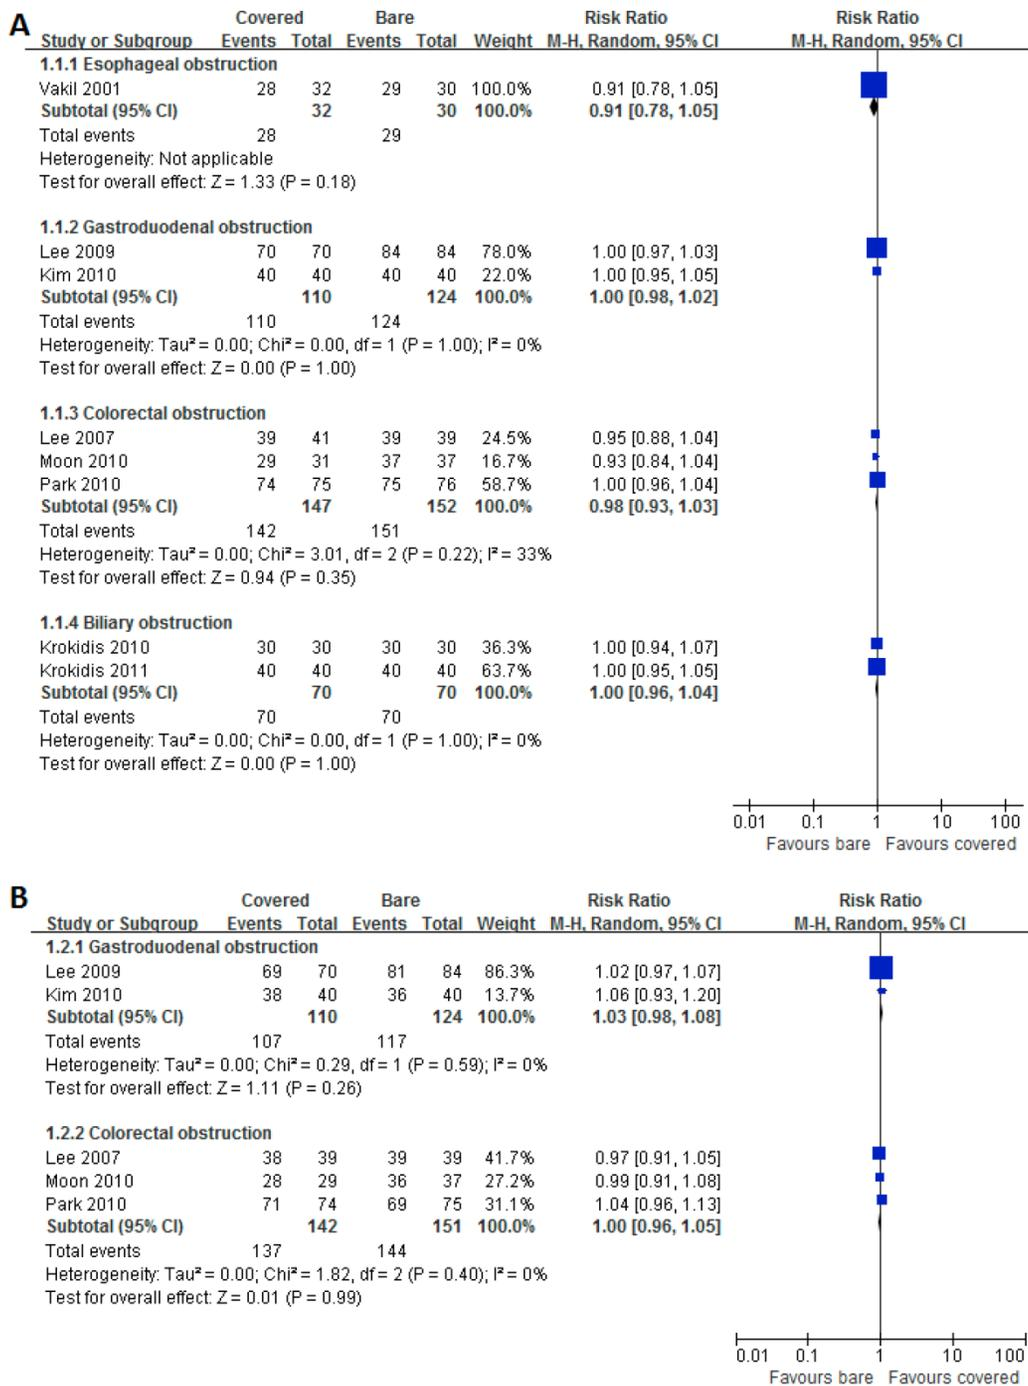 A
Covered Bare Risk Ratio Risk Ratio
Study or Subgroup Events Total Events Total Weight M-H, Random, 95% CI M-H, Random, 95% CI
1.1.1 Esophageal obstruction
Vakil 2001 28 32 29 30 100.0% 0.91 [0.78, 1.05]
Subtotal (95% CI) 32 30 100.0% 0.91 [0.78, 1.05]
Total events 28 29
Heterogeneity: Not applicable
Test for overall effect: Z = 1.33 (P = 0.18)
1.1.2 Gastroduodenal obstruction
Lee 2009 70 70 84 84 78.0% 1.00 [0.97, 1.03]
Kim 2010 40 40 40 40 22.0% 1.00 [0.95, 1.05]
Subtotal (95% CI) 110 124 100.0% 1.00 [0.98, 1.02]
Total events 110 124
Heterogeneity: Tau² = 0.00; Chi² = 0.00, df = 1 (P = 1.00); I² = 0%
Test for overall effect: Z = 0.00 (P = 1.00)
1.1.3 Colorectal obstruction
Lee 2007 39 41 39 39 24.5% 0.95 [0.88, 1.04]
Moon 2010 29 31 37 37 16.7% 0.93 [0.84, 1.04]
Park 2010 74 75 75 76 58.7% 1.00 [0.96, 1.04]
Subtotal (95% CI) 147 152 100.0% 0.98 [0.93, 1.03]
Total events 142 151
Heterogeneity: Tau² = 0.00; Chi² = 3.01, df = 2 (P = 0.22); I² = 33%
Test for overall effect: Z = 0.94 (P = 0.35)
1.1.4 Biliary obstruction
Krokidis 2010 30 30 30 30 36.3% 1.00 [0.94, 1.07]
Krokidis 2011 40 40 40 40 63.7% 1.00 [0.95, 1.05]
Subtotal (95% CI) 70 70 100.0% 1.00 [0.96, 1.04]
Total events 70 70
Heterogeneity: Tau² = 0.00; Chi² = 0.00, df = 1 (P = 1.00); I² = 0%
Test for overall effect: Z = 0.00 (P = 1.00)
0.01 0.1 1 10 100
Favours bare Favours covered
B
Covered Bare Risk Ratio Risk Ratio
Study or Subgroup Events Total Events Total Weight M-H, Random, 95% CI M-H, Random, 95% CI
1.2.1 Gastroduodenal obstruction
Lee 2009 69 70 81 84 86.3% 1.02 [0.97, 1.07]
Kim 2010 38 40 36 40 13.7% 1.06 [0.93, 1.20]
Subtotal (95% CI) 110 124 100.0% 1.03 [0.98, 1.08]
Total events 107 117
Heterogeneity: Tau² = 0.00; Chi² = 0.29, df = 1 (P = 0.59); I² = 0%
Test for overall effect: Z = 1.11 (P = 0.26)
1.2.2 Colorectal obstruction
Lee 2007 38 39 39 39 41.7% 0.97 [0.91, 1.05]
Moon 2010 28 29 36 37 27.2% 0.99 [0.91, 1.08]
Park 2010 71 74 69 75 31.1% 1.04 [0.96, 1.13]
Subtotal (95% CI) 142 151 100.0% 1.00 [0.96, 1.05]
Total events 137 144
Heterogeneity: Tau² = 0.00; Chi² = 1.82, df = 2 (P = 0.40); I² = 0%
Test for overall effect: Z = 0.01 (P = 0.99)
0.01 0.1 1 10 100
Favours bare Favours covered